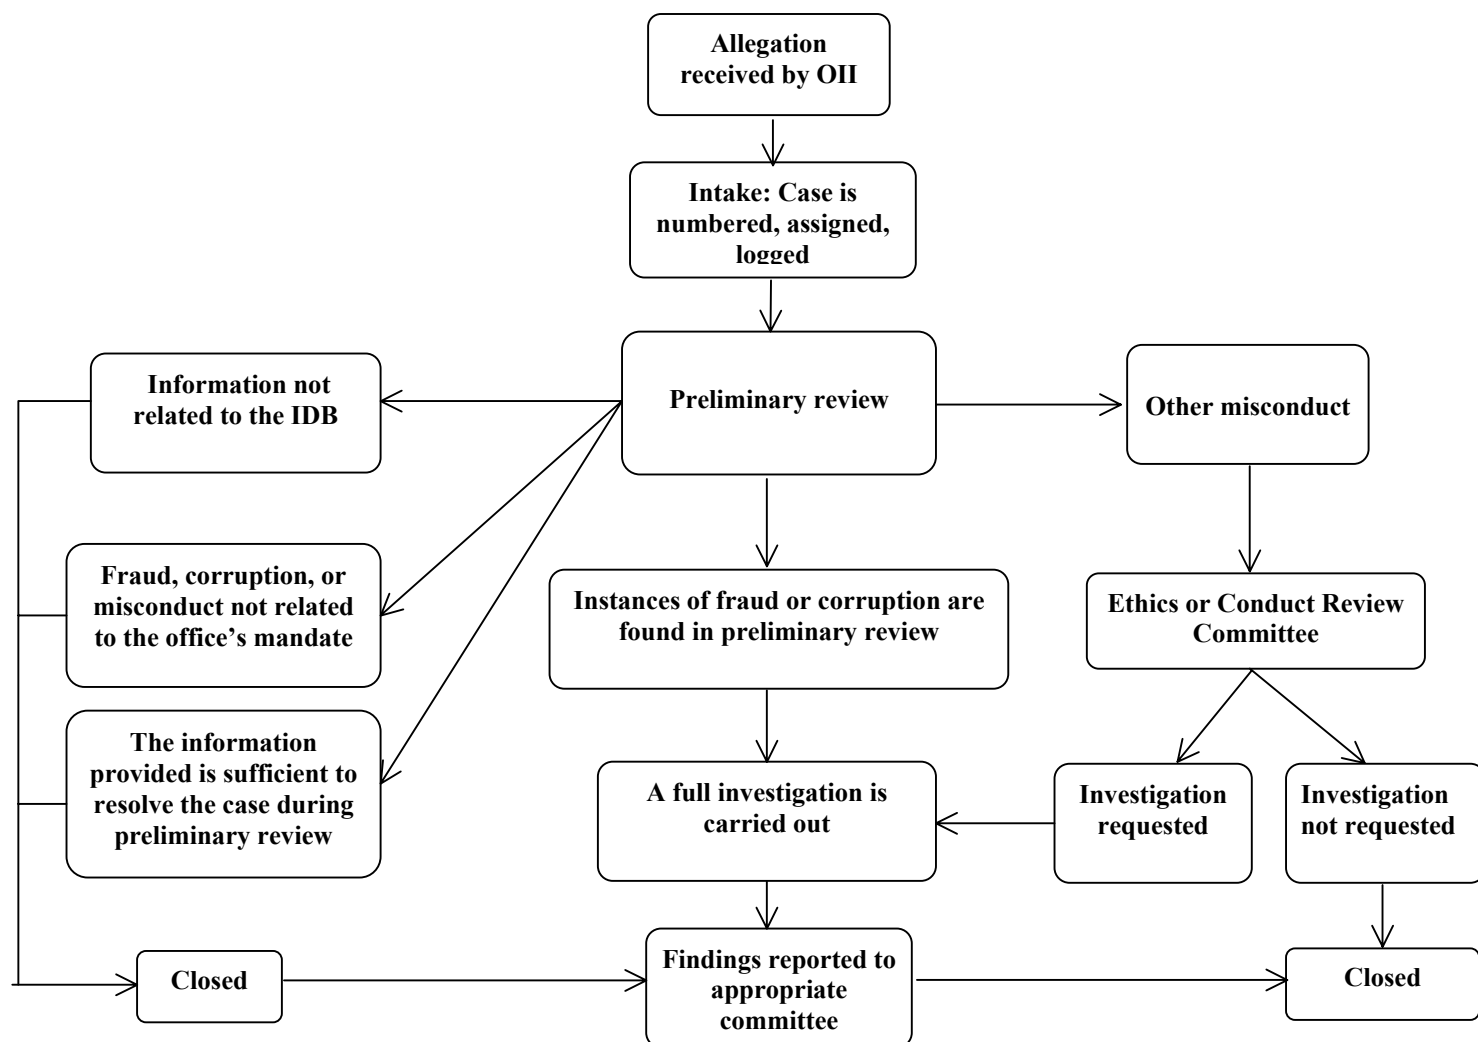 Allegation
received by OII
Intake: Case is
numbered, assigned,
logged
Preliminary review
Information not
related to the IDB
Other misconduct
Fraud, corruption, or
misconduct not related
to the office’s mandate
Instances of fraud or corruption are
found in preliminary review
Ethics or Conduct Review
Committee
The information
provided is sufficient to
resolve the case during
preliminary review
A full investigation is
carried out
Investigation
requested
Investigation
not requested
Closed
Findings reported to
appropriate
committee
Closed